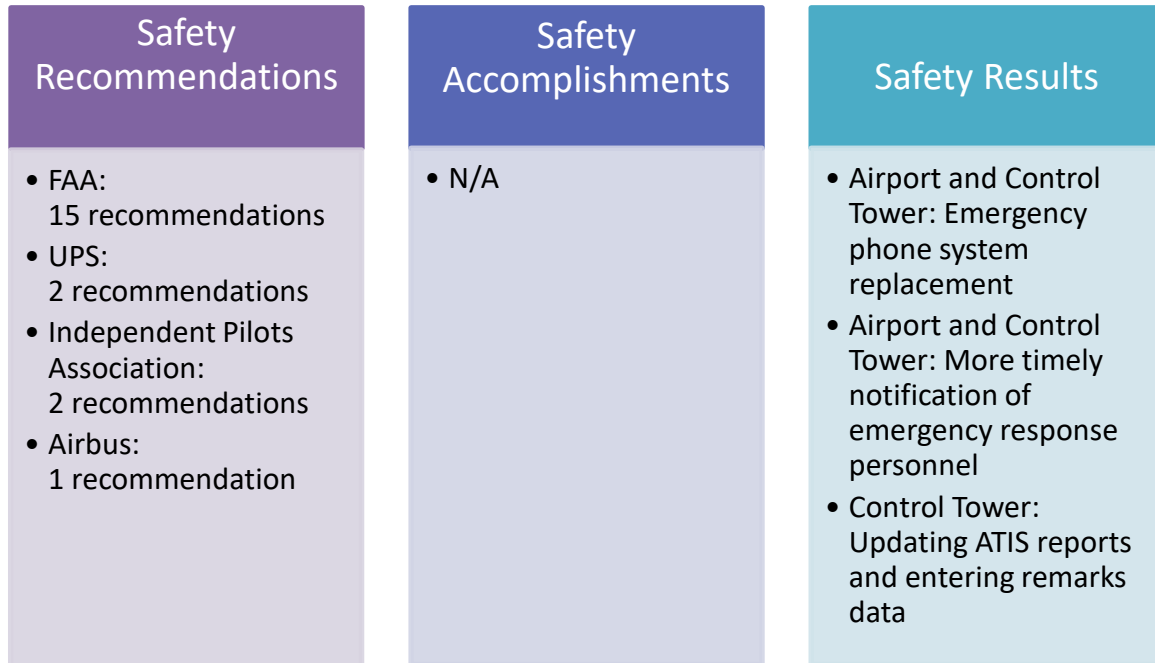 Safety
Recommendations
• FAA:
15 recommendations
• UPS:
2 recommendations
• Independent Pilots
Association:
2 recommendations
• Airbus:
1 recommendation
Safety
Accomplishments
• N/A
Safety Results
• Airport and Control
Tower: Emergency
phone system
replacement
• Airport and Control
Tower: More timely
notification of
emergency response
personnel
• Control Tower:
Updating ATIS reports
and entering remarks
data